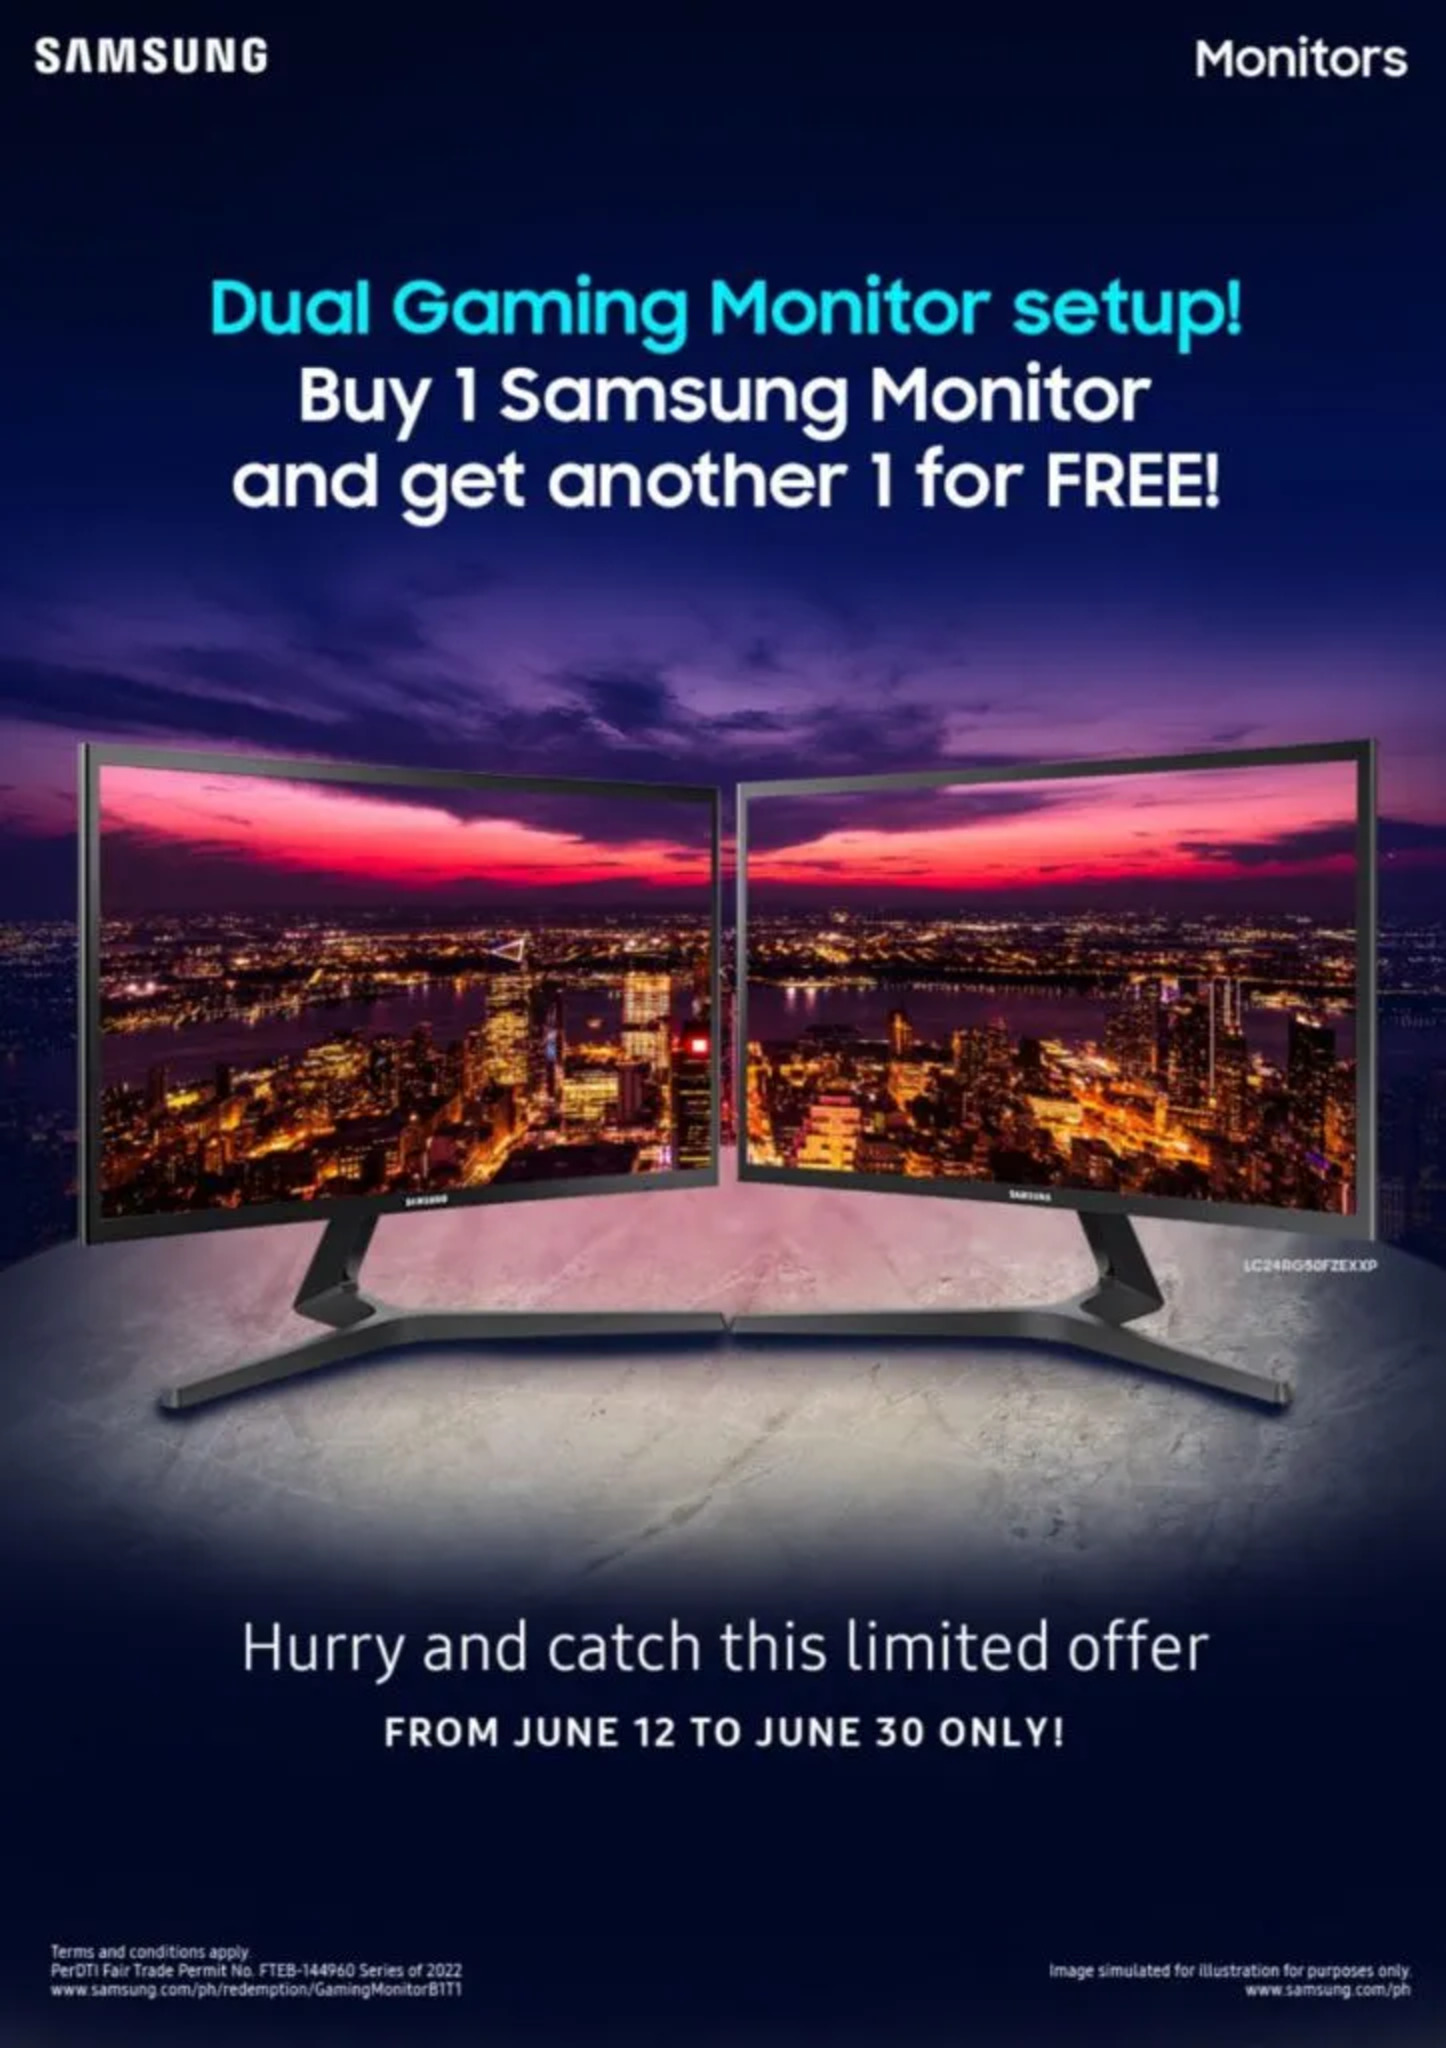 SAMSUNG
Monitors
Dual Gaming Monitor setup!
Buy 1 Samsung Monitor
and get another 1 for FREE!
SAMSUNG
SAMSUNG
LC24RG50FZEXXP
Hurry and catch this limited offer
FROM JUNE 12 TO JUNE 30 ONLY!
Terms and conditions apply.
PerDTI Fair Trade Permit No. FTEB-144960 Series of 2022
www.samsung.com/ph/redemption/GamingMonitorB1T1
Image simulated for illustration for purposes only.
www.samsung.com/ph